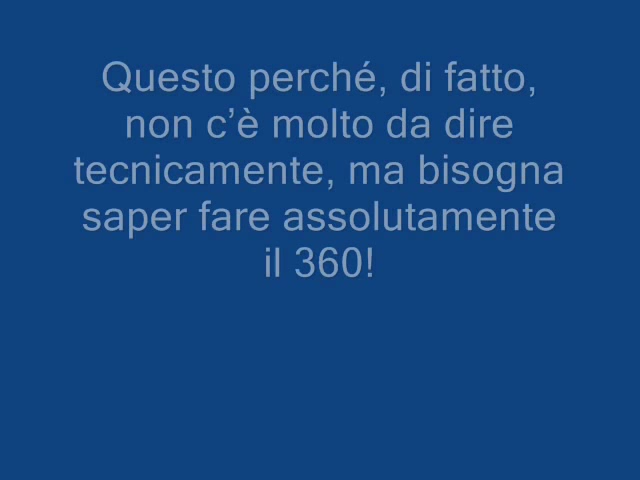 Questo perché, di fatto,
non c’è molto da dire
tecnicamente, ma bisogna
saper fare assolutamente
il 360!